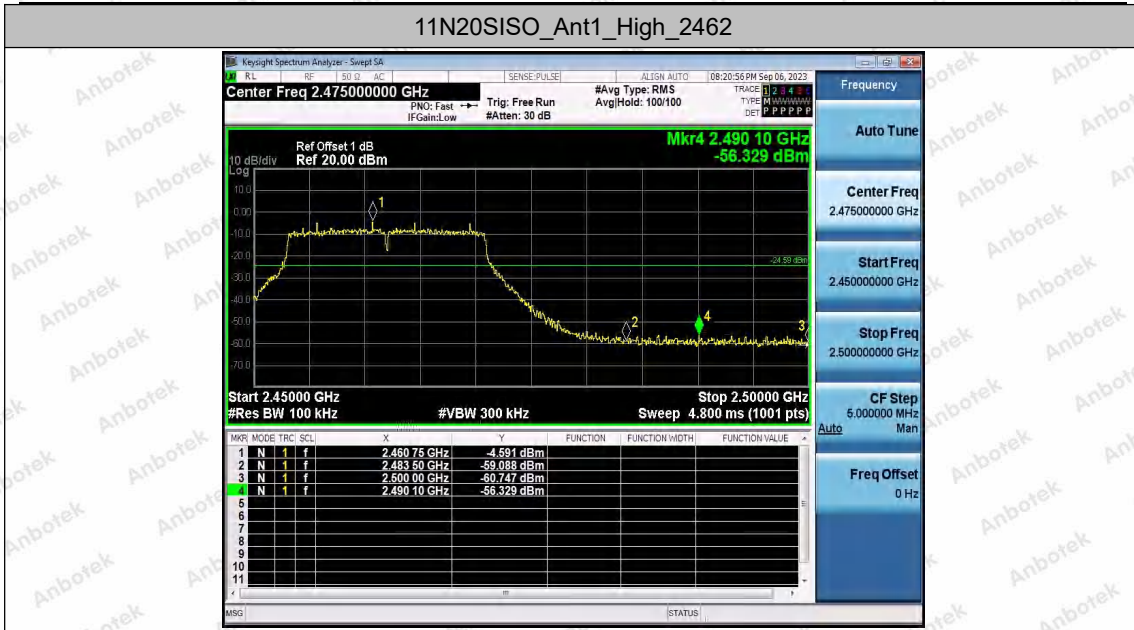 11N20SISO_Ant1_High_2462
Keysight Spectrum Analyzer - Swept SA
RL RF 50 Ω AC SENSE:PULSE ALIGN AUTO 08:20:56 PM Sep 06, 2023
Center Freq 2.475000000 GHz
#Avg Type: RMS
TRACE 1 2 3 4 5 6
PNO: Fast Trig: Free Run Avg|Hold: 100/100
TYPE M W W W W W
IFGain:Low #Atten: 30 dB
DET P P P P P P
Mkr4 2.490 10 GHz
-56.329 dBm
Ref Offset 1 dB
10 dB/div Ref 20.00 dBm
Log
10.0
0.00
-10.0
-20.0
-30.0
-40.0
-50.0
-60.0
-70.0
1
-24.59 dBm
2
4
3
Start 2.45000 GHz Stop 2.50000 GHz
#Res BW 100 kHz #VBW 300 kHz Sweep 4.800 ms (1001 pts)
MKR MODE TRC SCL X Y FUNCTION FUNCTION WIDTH FUNCTION VALUE
1 N 1 f 2.460 75 GHz -4.591 dBm
2 N 1 f 2.483 50 GHz -59.088 dBm
3 N 1 f 2.500 00 GHz -60.747 dBm
4 N 1 f 2.490 10 GHz -56.329 dBm
5
6
7
8
9
10
11
MSG STATUS
Frequency
Auto Tune
Center Freq
2.475000000 GHz
Start Freq
2.450000000 GHz
Stop Freq
2.500000000 GHz
CF Step
5.000000 MHz
Auto Man
Freq Offset
0 Hz
Anbotek